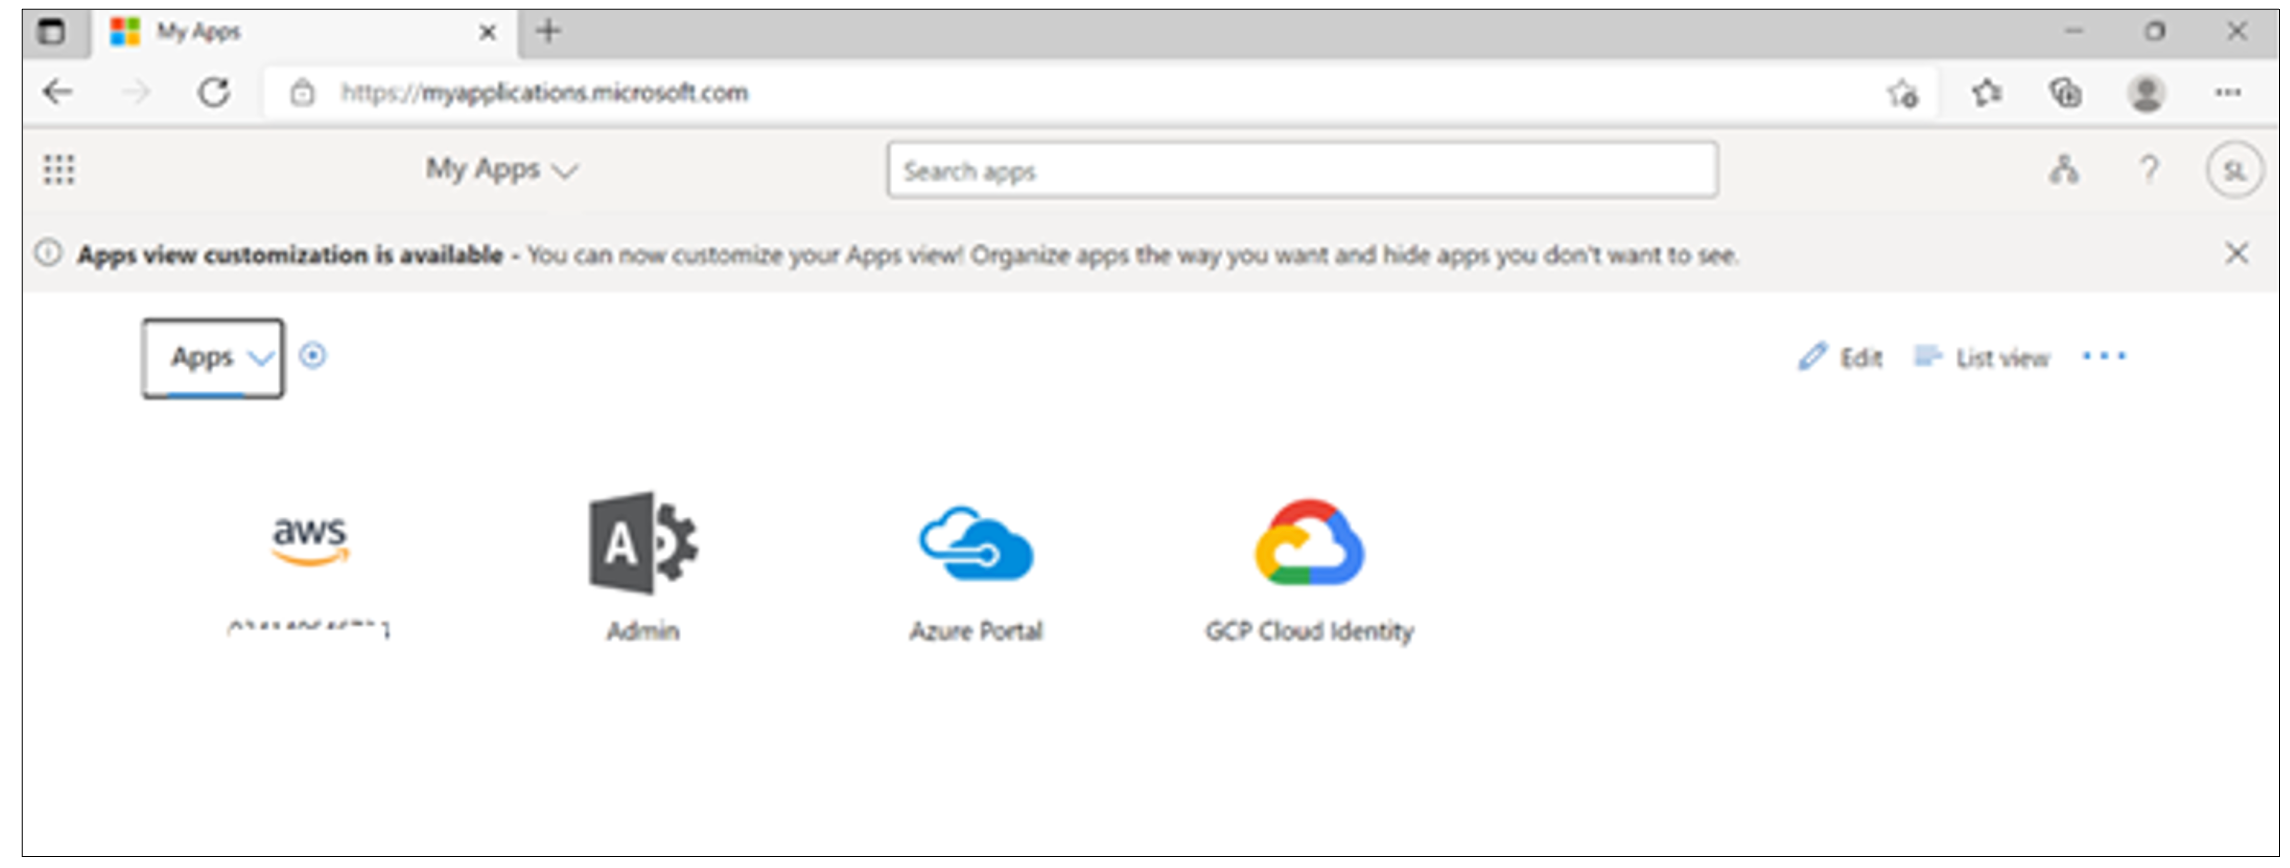 My Apps
https://myapplications.microsoft.com
My Apps
Search apps
?
SL
Apps view customization is available - You can now customize your Apps view! Organize apps the way you want and hide apps you don't want to see.
Apps
Edit
List view
aws
A
Admin
Azure Portal
GCP Cloud Identity